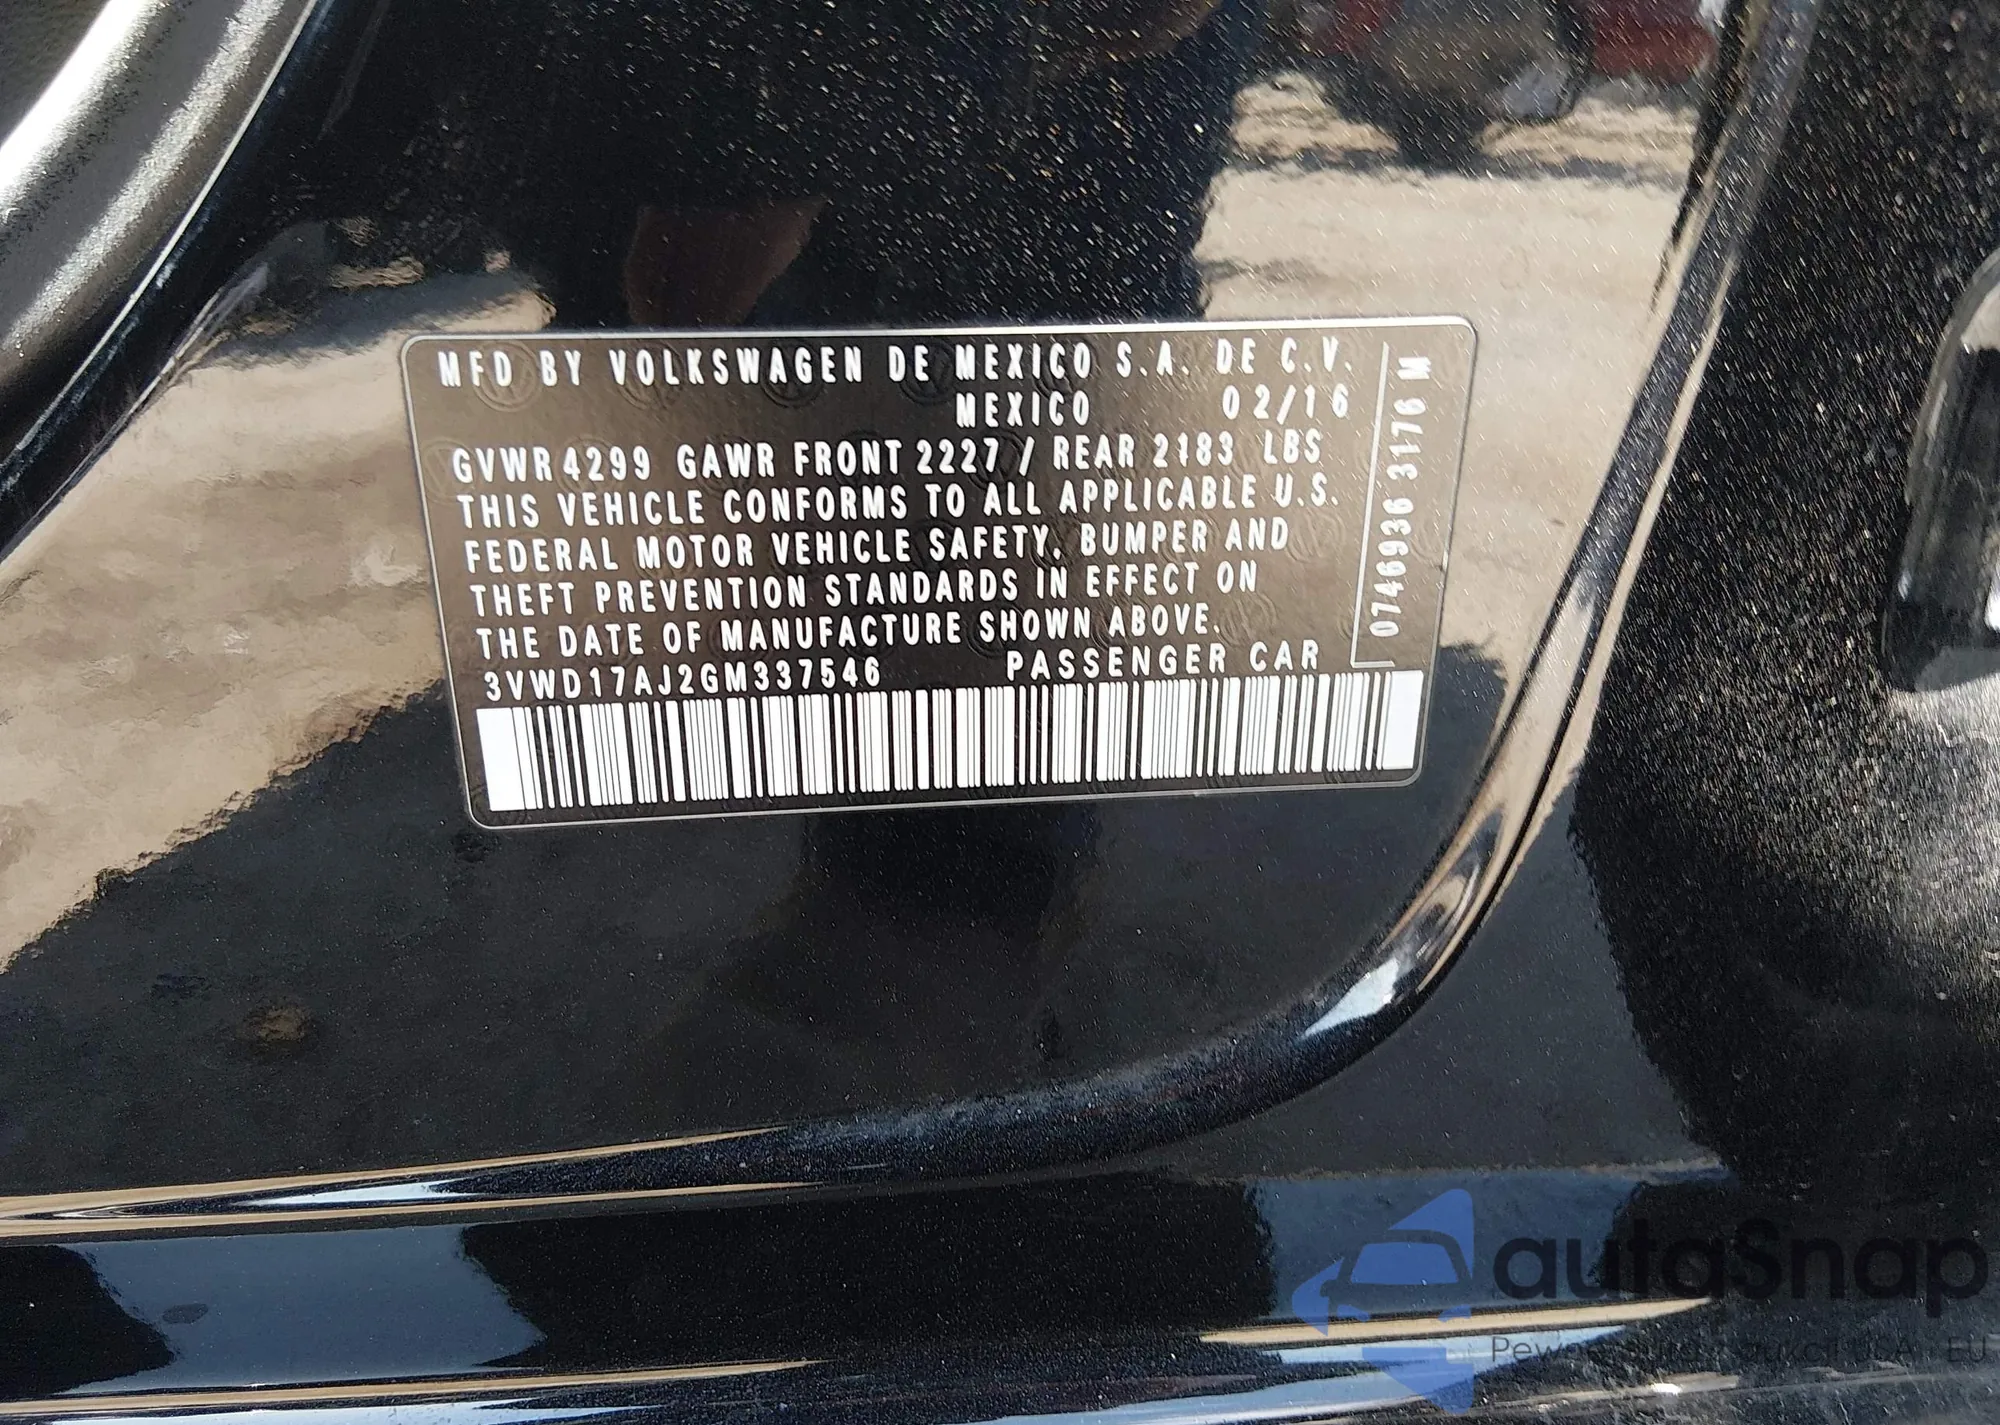 MFD BY VOLKSWAGEN DE MEXICO S.A. DE C.V.
MEXICO 02/16
GVWR 4299 GAWR FRONT 2227 / REAR 2183 LBS
THIS VEHICLE CONFORMS TO ALL APPLICABLE U.S.
FEDERAL MOTOR VEHICLE SAFETY, BUMPER AND
THEFT PREVENTION STANDARDS IN EFFECT ON
THE DATE OF MANUFACTURE SHOWN ABOVE.
3VWD17AJ2GM337546 PASSENGER CAR
0746936 3176 M
autaSnap
EU